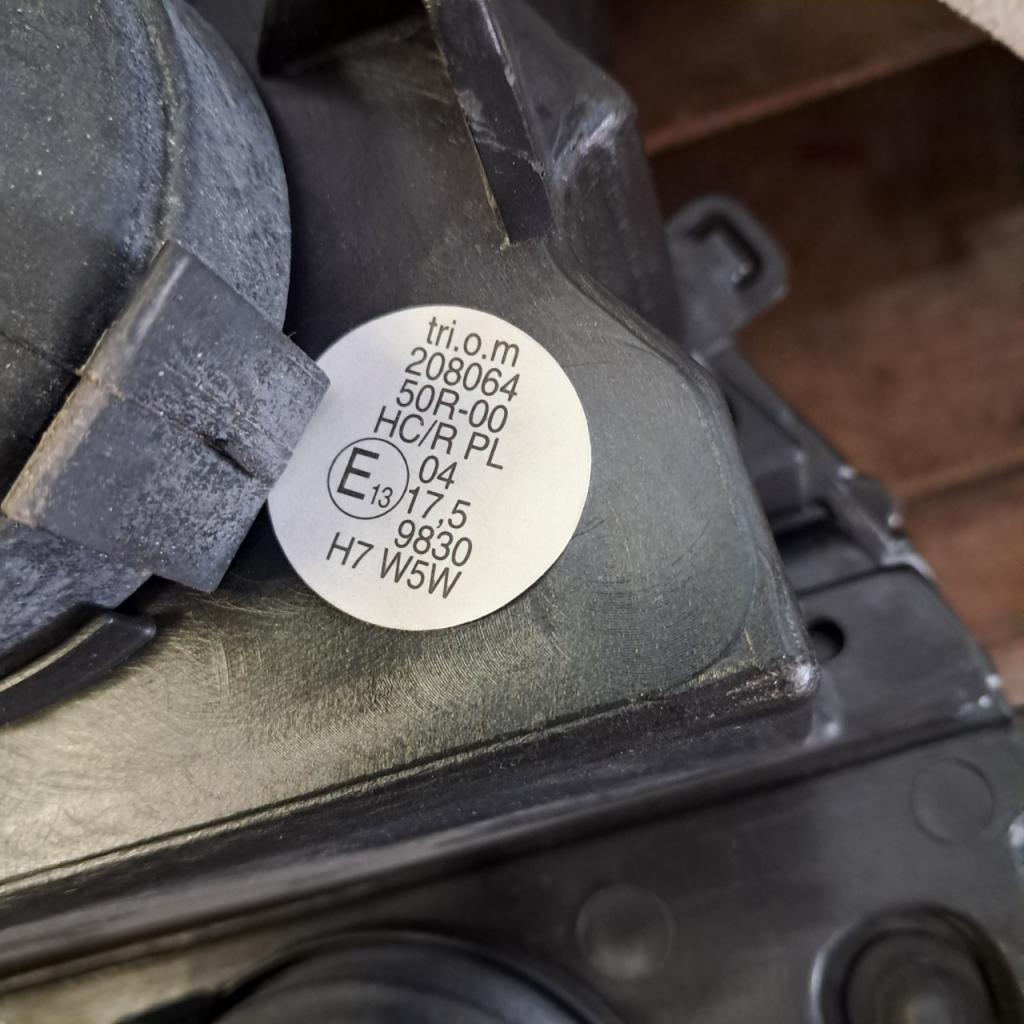 tri.o.m
208064
50R-00
HC/R PL
E13 04
17,5
9830
H7 W5W